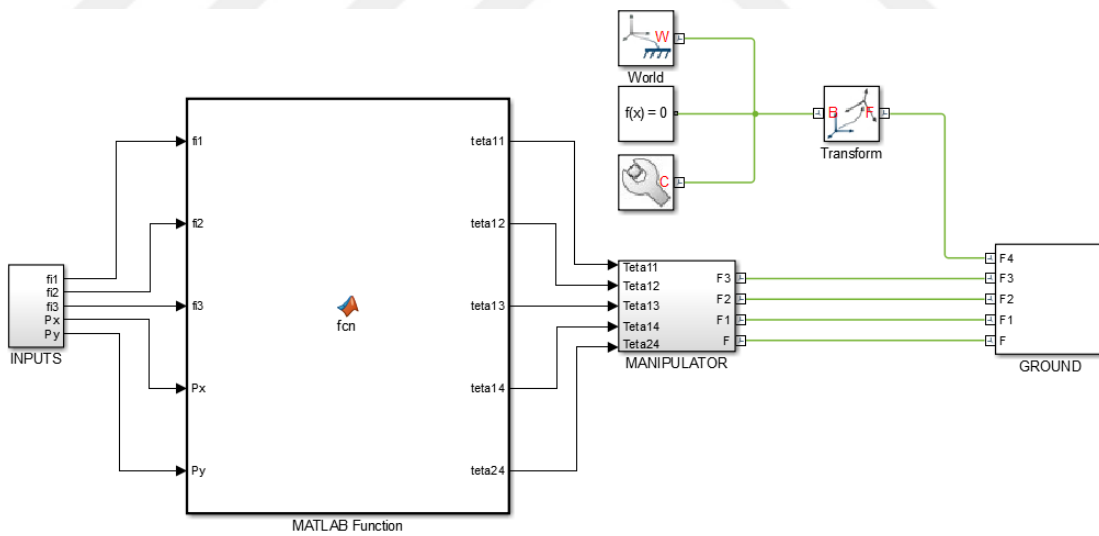 W
World
f(x) = 0
C
B
F
Transform
fi1
fi2
fi3
Px
Py
INPUTS
fi1
fi2
fi3
Px
Py
fcn
teta11
teta12
teta13
teta14
teta24
MATLAB Function
Teta11
Teta12
Teta13
Teta14
Teta24
F3
F2
F1
F
MANIPULATOR
F4
F3
F2
F1
F
GROUND